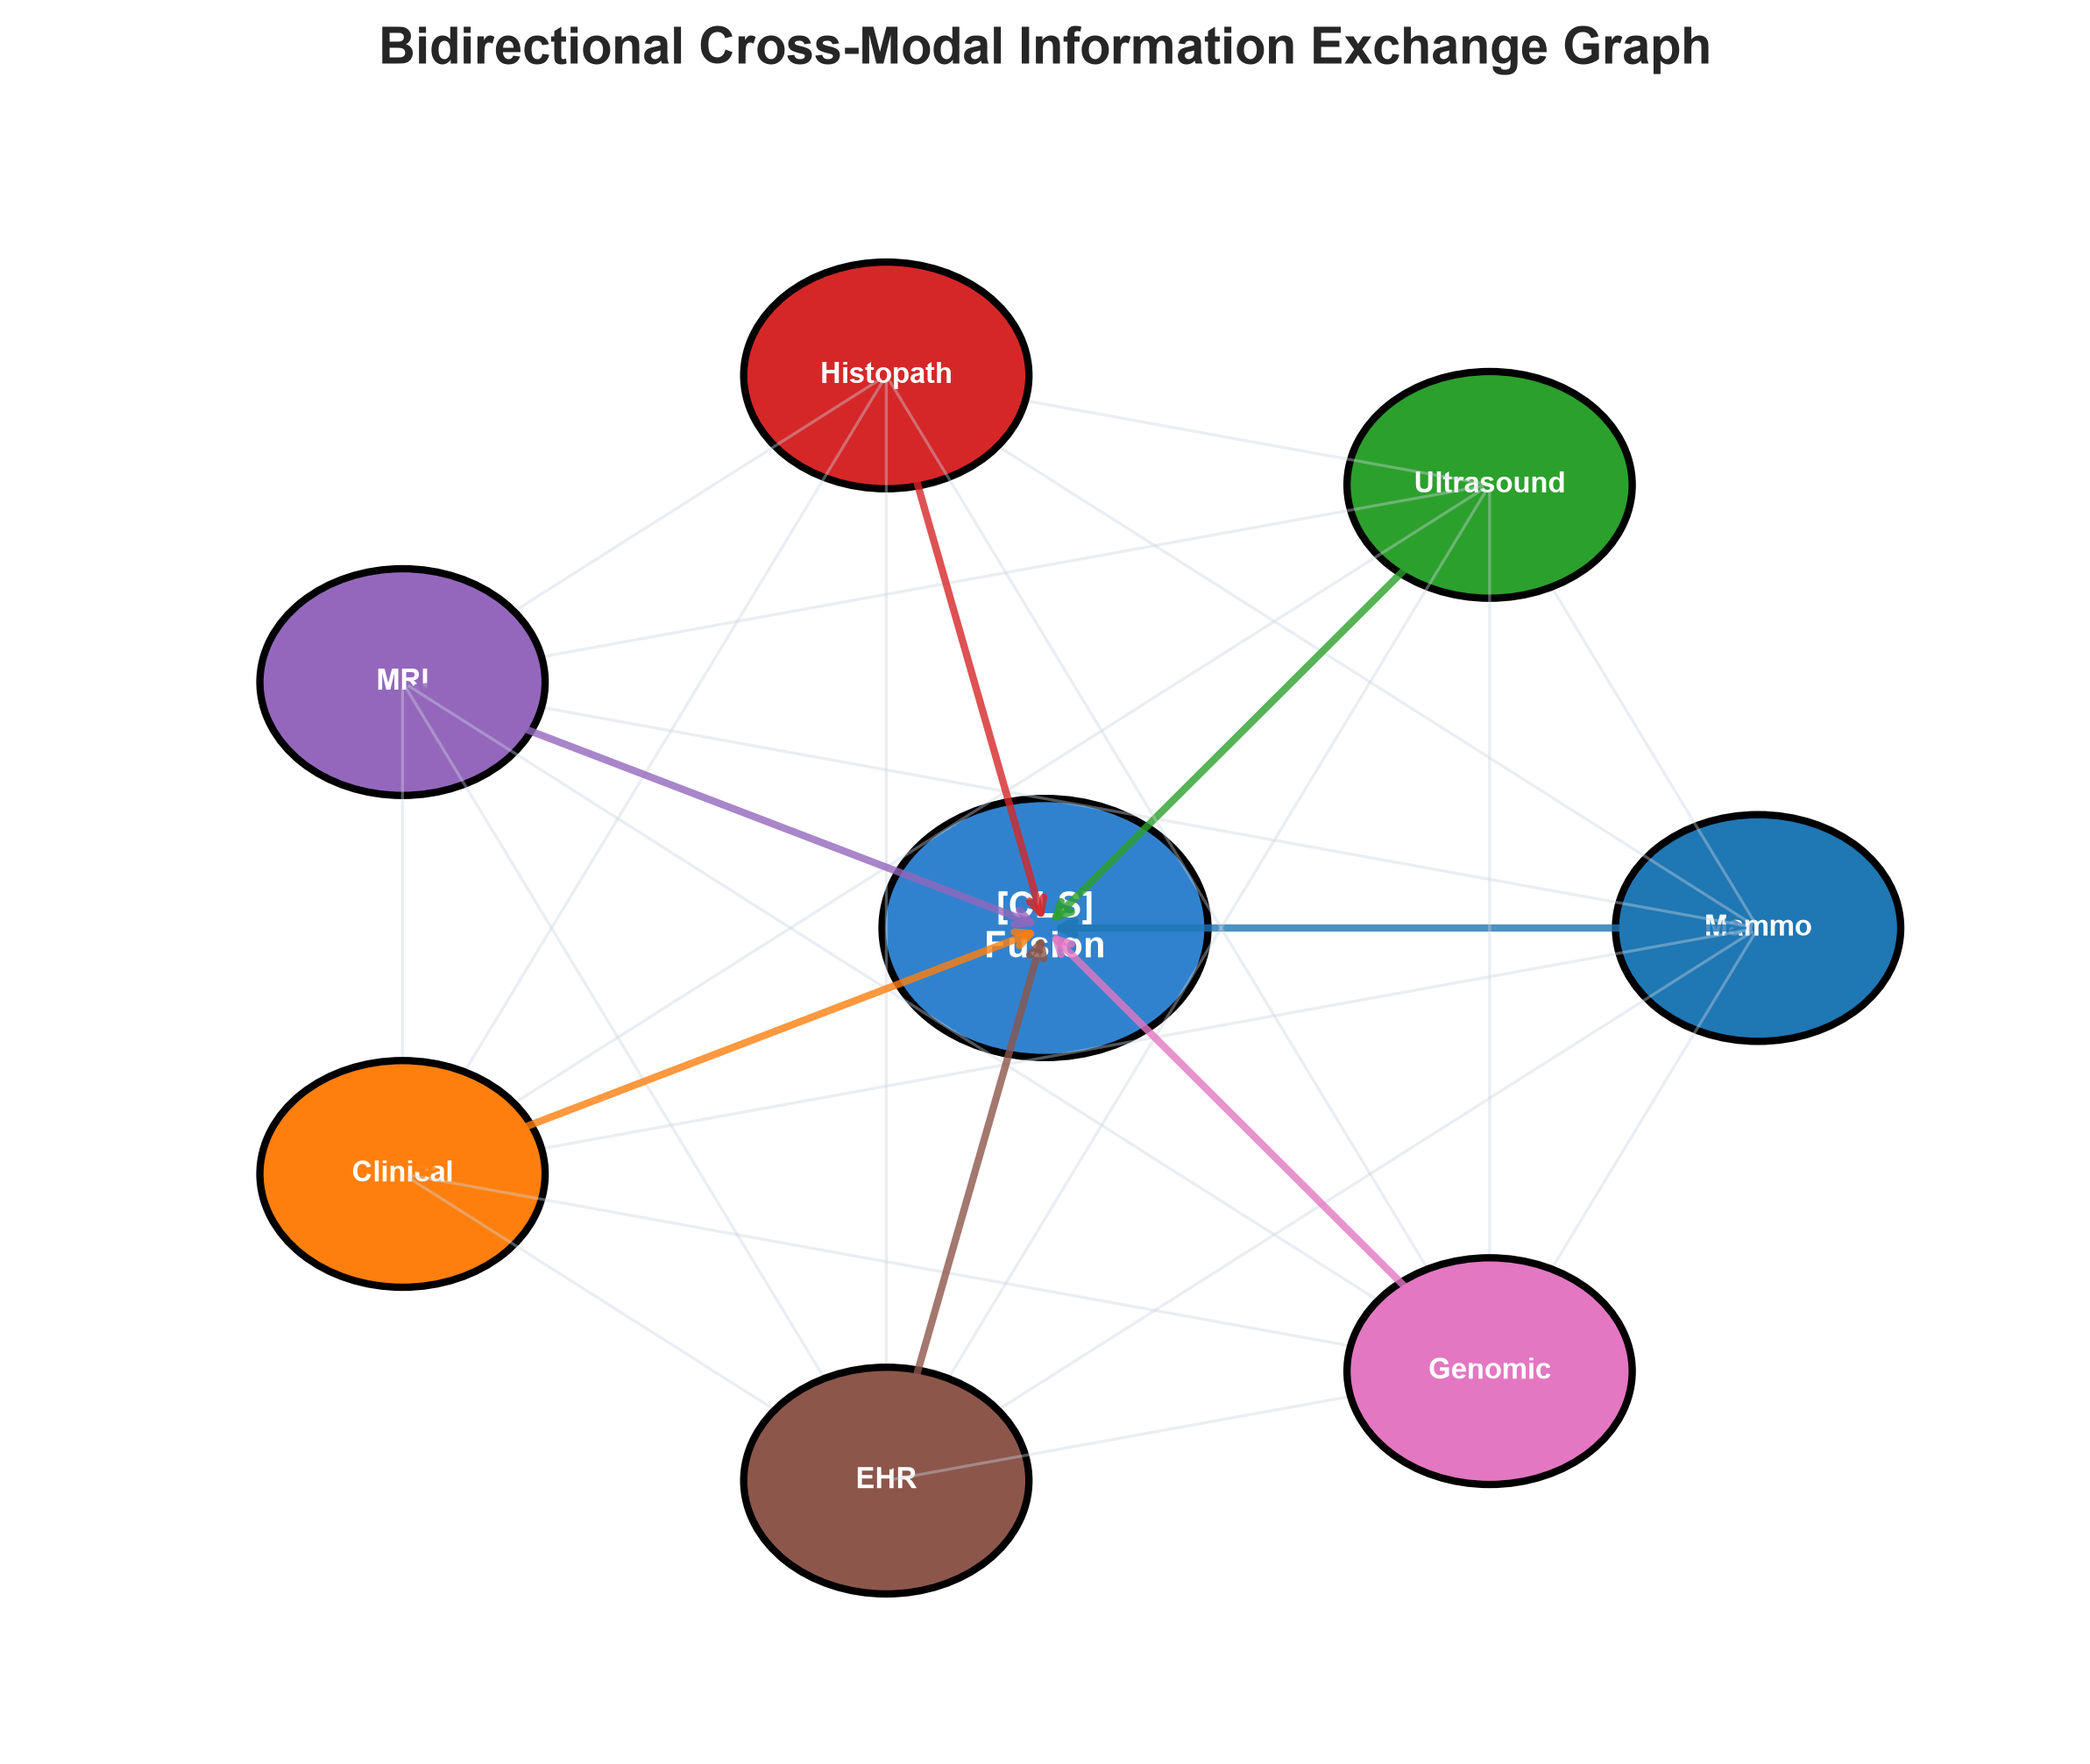 Bidirectional Cross-Modal Information Exchange Graph
Histopath
Ultrasound
MRI
[CLS]
Fusion
Mammo
Clinical
Genomic
EHR